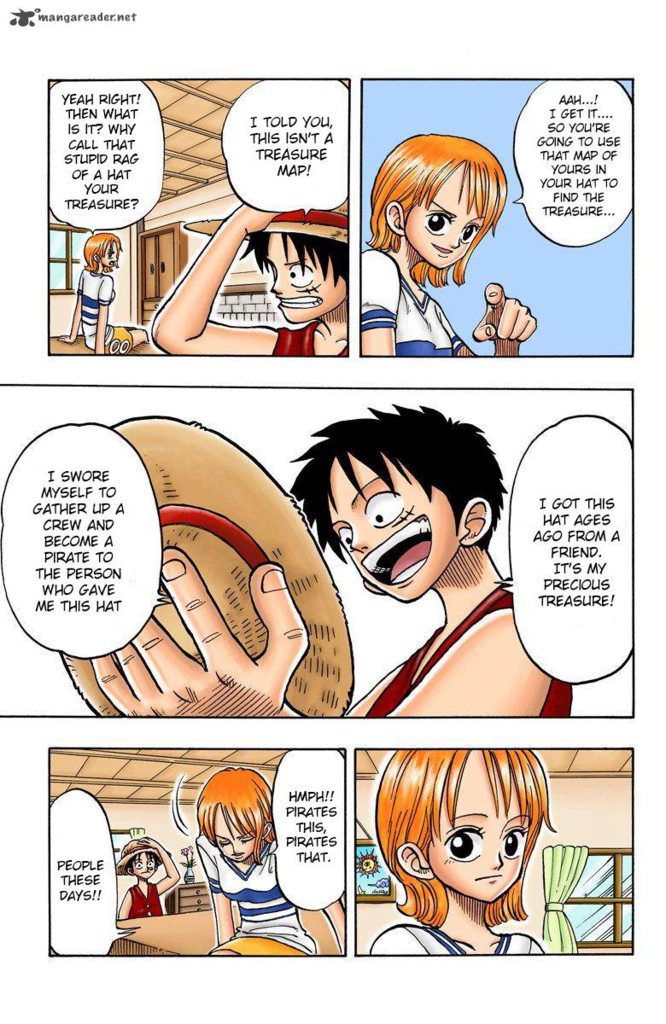 mangareader.net
AAH...!
I GET IT....
SO YOU'RE
GOING TO USE
THAT MAP OF
YOURS IN
YOUR HAT TO
FIND THE
TREASURE...
I TOLD YOU,
THIS ISN'T A
TREASURE
MAP!
YEAH RIGHT!
THEN WHAT
IS IT? WHY
CALL THAT
STUPID RAG
OF A HAT
YOUR
TREASURE?
I GOT THIS
HAT AGES
AGO FROM A
FRIEND.
IT'S MY
PRECIOUS
TREASURE!
I SWORE
MYSELF TO
GATHER UP A
CREW AND
BECOME A
PIRATE TO
THE PERSON
WHO GAVE
ME THIS HAT
HMPH!!
PIRATES
THIS,
PIRATES
THAT.
PEOPLE
THESE
DAYS!!